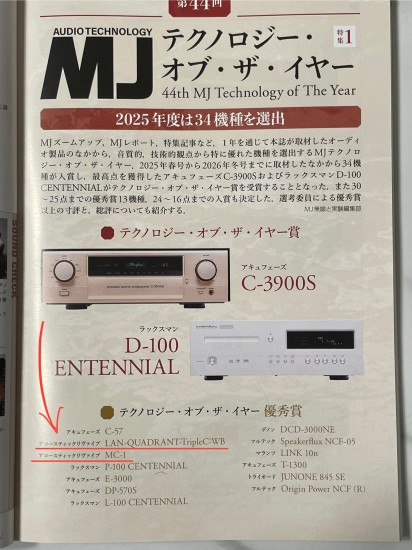 第44回
AUDIO TECHNOLOGY
MJ
テクノロジー・
オブ・ザ・イヤー
特集1
44th MJ Technology of The Year
2025年度は34機種を選出
MJズームアップ，MJレポート，特集記事など，1年を通じて本誌が取材したオーディ
オ製品のなかから，音質的，技術的観点から特に優れた機種を選出するMJテクノロ
ジー・オブ・ザ・イヤー．2025年春号から2026年冬号までに取材したなかから34機
種が入賞し，最高点を獲得したアキュフェーズC-3900SおよびラックスマンD-100
CENTENNIALがテクノロジー・オブ・ザ・イヤー賞を受賞することとなった．また30
～25点までの優秀賞13機種，24～16点までの入賞も決定した．選考委員による優秀賞
以上の寸評と，総評についても紹介する．
MJ無線と実験編集部
テクノロジー・オブ・ザ・イヤー賞
アキュフェーズ
C-3900S
ラックスマン
D-100
CENTENNIAL
テクノロジー・オブ・ザ・イヤー 優秀賞
アキュフェーズ C-57
アコースティックリヴァイブ LAN-QUADRANT-TripleC-WB
アコースティックリヴァイブ MC-1
ラックスマン P-100 CENTENNIAL
アキュフェーズ E-3000
アキュフェーズ DP-570S
ラックスマン L-100 CENTENNIAL
デノン DCD-3000NE
アルテック Speakerflux NCF-05
マランツ LINK 10n
アキュフェーズ T-1300
トライオード JUNONE 845 SE
アルテック Origin Power NCF (R)
SOUND CHECK